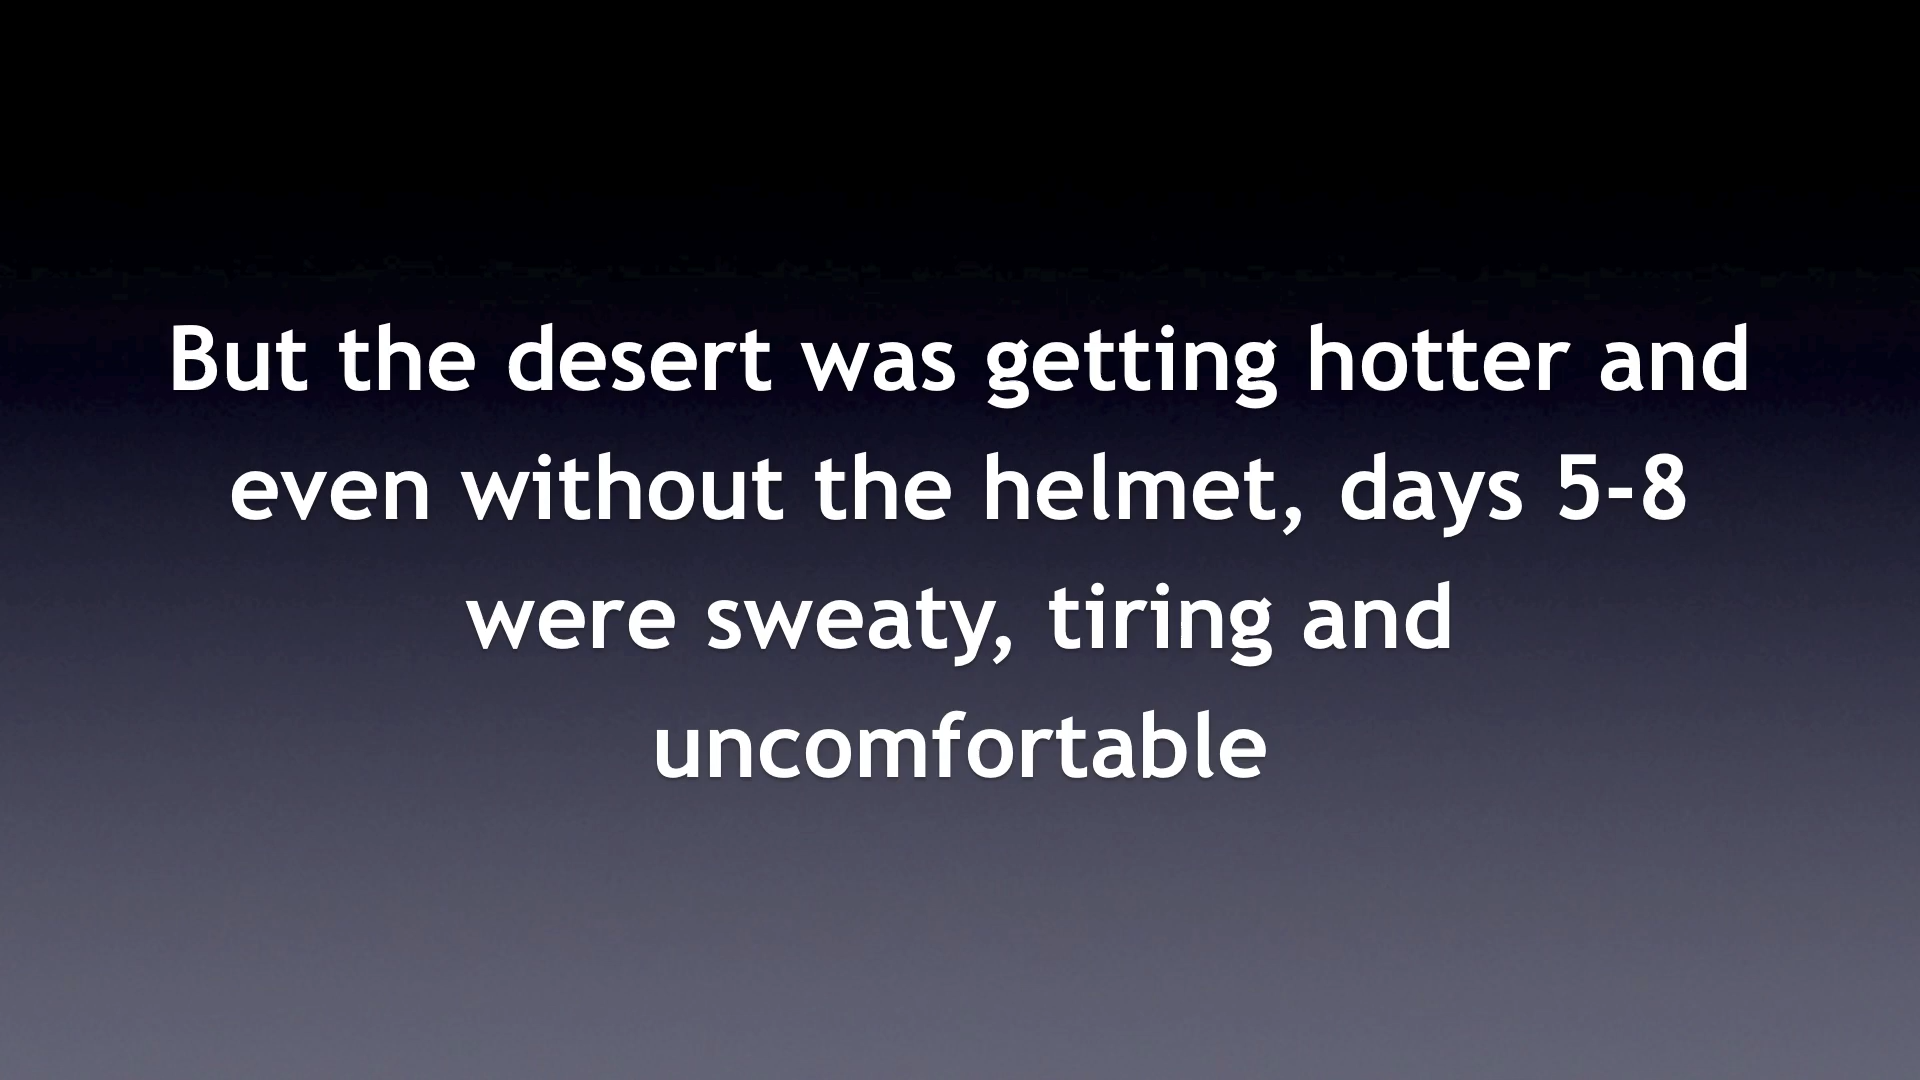 But the desert was getting hotter and
even without the helmet, days 5-8
were sweaty, tiring and
uncomfortable